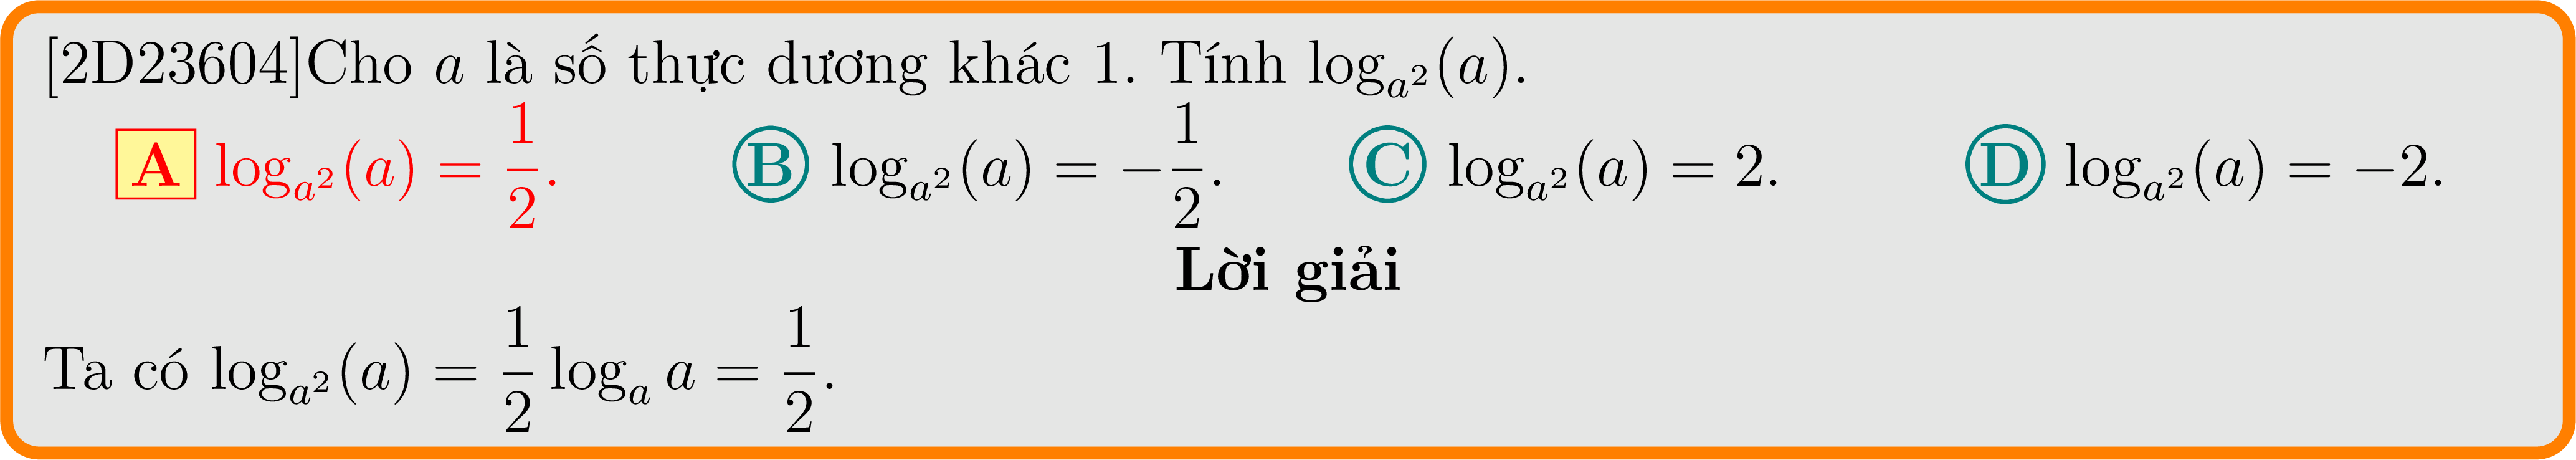 [2D23604]Cho a là số thực dương khác 1. Tính log_{a^2}(a).
A log_{a^2}(a) = \frac{1}{2}. B log_{a^2}(a) = -\frac{1}{2}. C log_{a^2}(a) = 2. D log_{a^2}(a) = -2.
Lời giải
Ta có log_{a^2}(a) = \frac{1}{2} log_a a = \frac{1}{2}.